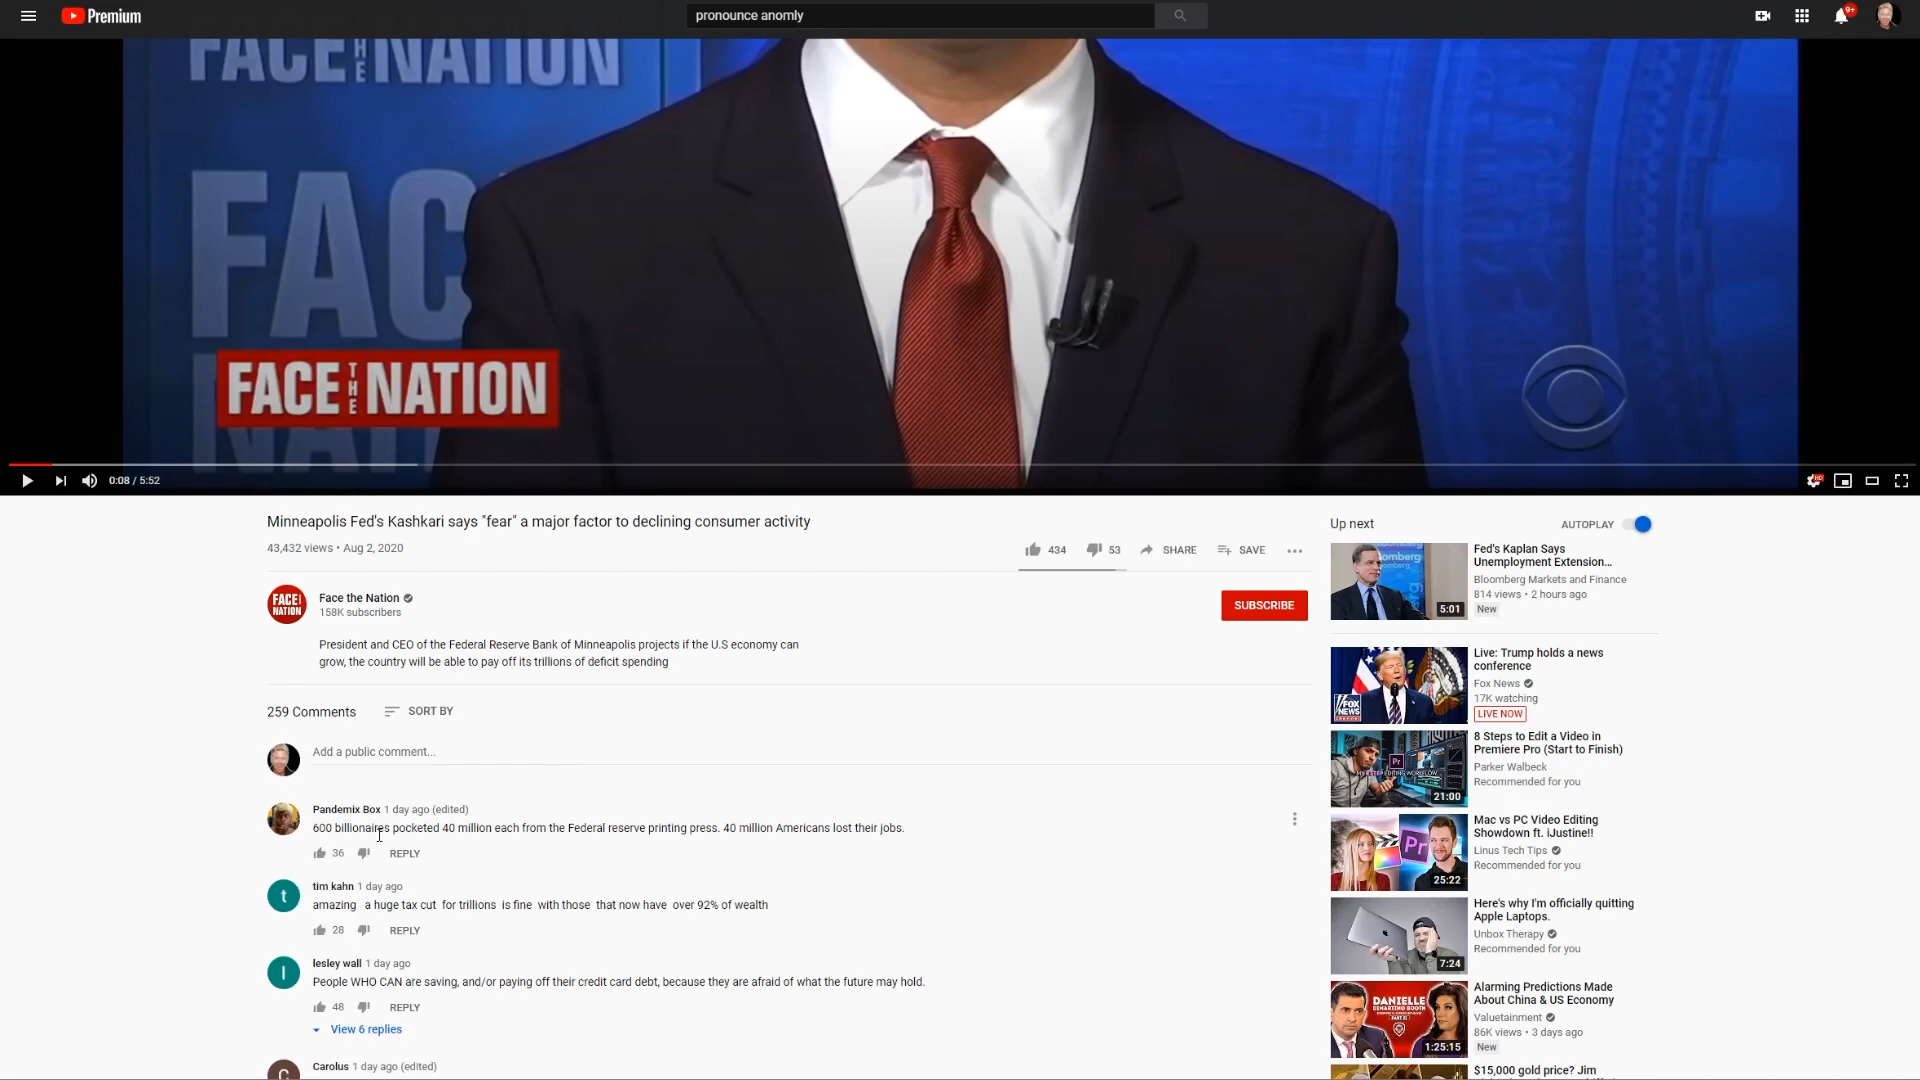 Premium
pronounce anomly
9+
FACE THE NATION
FAC
FACE THE NATION
0:08 / 5:52
HD
Minneapolis Fed's Kashkari says "fear" a major factor to declining consumer activity
43,432 views • Aug 2, 2020
434
53
SHARE
SAVE
FACE NATION
Face the Nation
158K subscribers
SUBSCRIBE
President and CEO of the Federal Reserve Bank of Minneapolis projects if the U.S economy can
grow, the country will be able to pay off its trillions of deficit spending
259 Comments
SORT BY
Add a public comment...
Pandemix Box 1 day ago (edited)
600 billionaires pocketed 40 million each from the Federal reserve printing press. 40 million Americans lost their jobs.
36
REPLY
t
tim kahn 1 day ago
amazing a huge tax cut for trillions is fine with those that now have over 92% of wealth
28
REPLY
l
lesley wall 1 day ago
People WHO CAN are saving, and/or paying off their credit card debt, because they are afraid of what the future may hold.
48
REPLY
View 6 replies
C
Carolus 1 day ago (edited)
Up next
AUTOPLAY
5:01
Fed's Kaplan Says
Unemployment Extension...
Bloomberg Markets and Finance
814 views • 2 hours ago
New
FOX NEWS
Live: Trump holds a news
conference
Fox News
17K watching
LIVE NOW
Pr
21:00
8 Steps to Edit a Video in
Premiere Pro (Start to Finish)
Parker Walbeck
Recommended for you
Pr
25:22
Mac vs PC Video Editing
Showdown ft. iJustine!!
Linus Tech Tips
Recommended for you
7:24
Here's why I'm officially quitting
Apple Laptops.
Unbox Therapy
Recommended for you
DANIELLE
DIMARTINO BOOTH
1:25:15
Alarming Predictions Made
About China & US Economy
Valuetainment
86K views • 3 days ago
New
$15,000 gold price? Jim